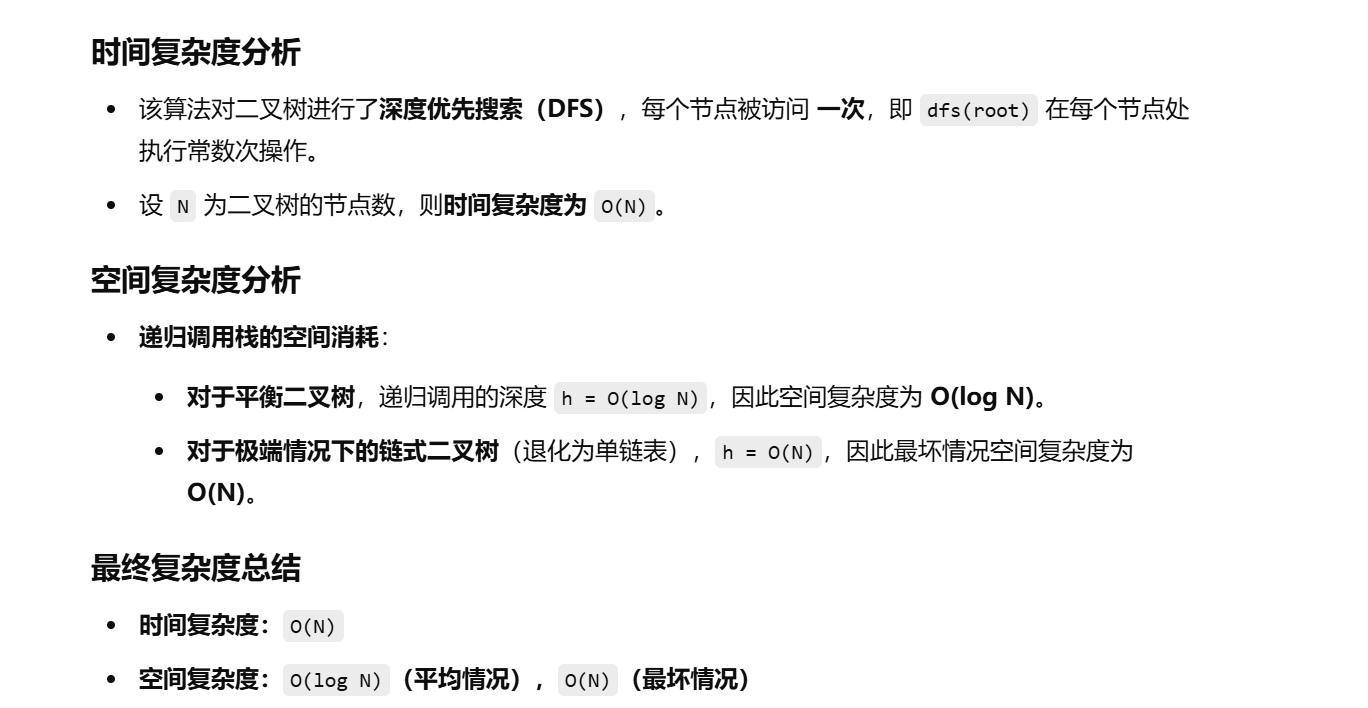 时间复杂度分析
该算法对二叉树进行了深度优先搜索（DFS），每个节点被访问 一次，即 dfs(root) 在每个节点处
执行常数次操作。
设 N 为二叉树的节点数，则时间复杂度为 O(N)。
空间复杂度分析
递归调用栈的空间消耗：
对于平衡二叉树，递归调用的深度 h = O(log N)，因此空间复杂度为 O(log N)。
对于极端情况下的链式二叉树（退化为单链表），h = O(N)，因此最坏情况空间复杂度为
O(N)。
最终复杂度总结
时间复杂度：O(N)
空间复杂度：O(log N)（平均情况），O(N)（最坏情况）